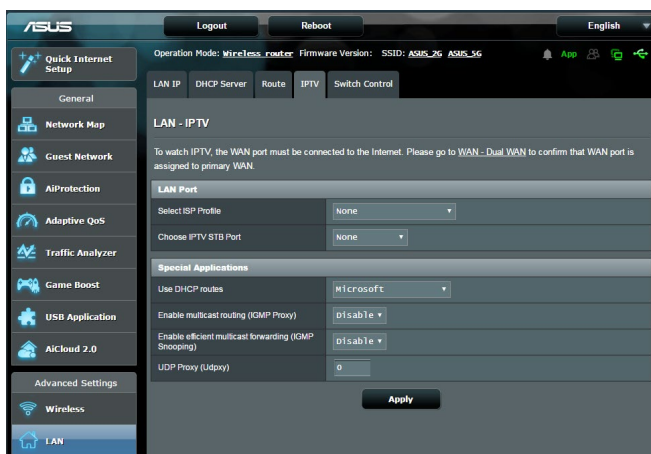 ASUS
Logout
Reboot
English
Quick Internet Setup
Operation Mode: Wireless router Firmware Version: SSID: ASUS_2G ASUS_5G
App
LAN IP DHCP Server Route IPTV Switch Control
General
Network Map
Guest Network
AiProtection
Adaptive QoS
Traffic Analyzer
Game Boost
USB Application
AiCloud 2.0
Advanced Settings
Wireless
LAN
LAN - IPTV
To watch IPTV, the WAN port must be connected to the Internet. Please go to WAN - Dual WAN to confirm that WAN port is
assigned to primary WAN.
LAN Port
Select ISP Profile None
Choose IPTV STB Port None
Special Applications
Use DHCP routes Microsoft
Enable multicast routing (IGMP Proxy) Disable
Enable efficient multicast forwarding (IGMP
Snooping) Disable
UDP Proxy (Udpxy) 0
Apply